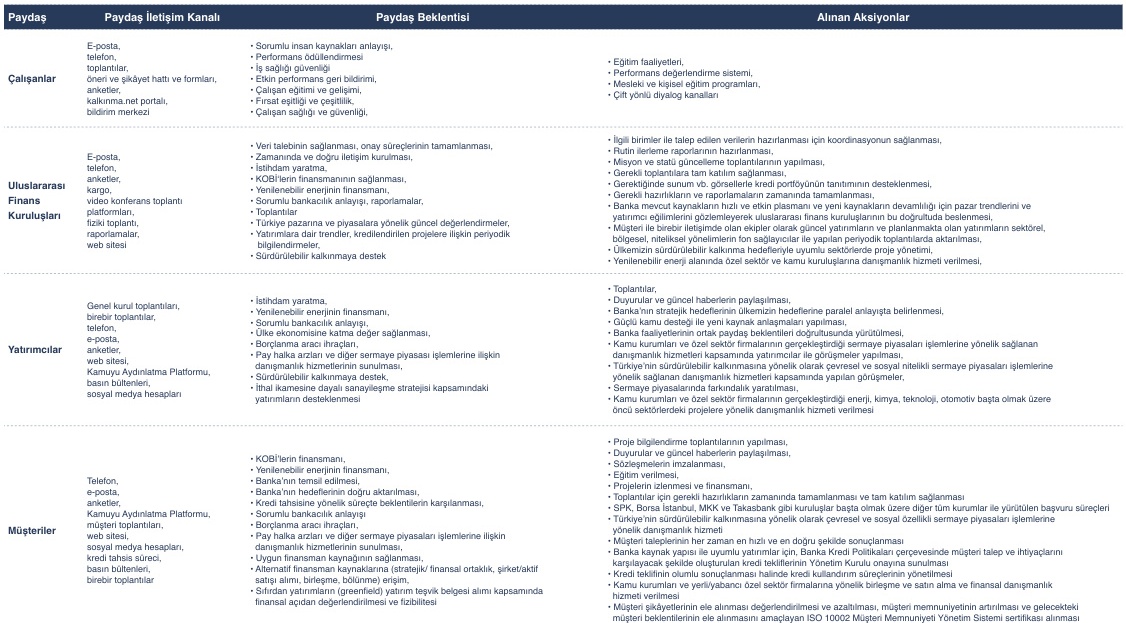 Paydaş Paydaş İletişim Kanalı Paydaş Beklentisi Alınan Aksiyonlar
Çalışanlar
E-posta,
telefon,
toplantılar,
öneri ve şikâyet hattı ve formları,
anketler,
kalkınma.net portalı,
bildirim merkezi
• Sorumlu insan kaynakları anlayışı,
• Performans ödüllendirmesi
• İş sağlığı güvenliği
• Etkin performans geri bildirimi,
• Çalışan eğitimi ve gelişimi,
• Fırsat eşitliği ve çeşitlilik,
• Çalışan sağlığı ve güvenliği,
• Eğitim faaliyetleri,
• Performans değerlendirme sistemi,
• Mesleki ve kişisel eğitim programları,
• Çift yönlü diyalog kanalları
Uluslararası
Finans
Kuruluşları
E-posta,
telefon,
anketler,
kargo,
video konferans toplantı
platformları,
fiziki toplantı,
raporlamalar,
web sitesi
• Veri talebinin sağlanması, onay süreçlerinin tamamlanması,
• Zamanında ve doğru iletişim kurulması,
• İstihdam yaratma,
• KOBİ'lerin finansmanının sağlanması,
• Yenilenebilir enerjinin finansmanı,
• Sorumlu bankacılık anlayışı, raporlamalar,
• Toplantılar
• Türkiye pazarına ve piyasalara yönelik güncel değerlendirmeler,
• Yatırımlara dair trendler, kredilendirilen projelere ilişkin periyodik
bilgilendirmeler,
• Sürdürülebilir kalkınmaya destek
• İlgili birimler ile talep edilen verilerin hazırlanması için koordinasyonun sağlanması,
• Rutin ilerleme raporlarının hazırlanması,
• Misyon ve statü güncelleme toplantılarının yapılması,
• Gerekli toplantılara tam katılım sağlanması,
• Gerektiğinde sunum vb. görsellerle kredi portföyünün tanıtımının desteklenmesi,
• Gerekli hazırlıkların ve raporlamaların zamanında tamamlanması,
• Banka mevcut kaynakların hızlı ve etkin plasmanı ve yeni kaynakların devamlılığı için pazar trendlerini ve
yatırımcı eğilimlerini gözlemleyerek uluslararası finans kuruluşlarının bu doğrultuda beslenmesi,
• Müşteri ile birebir iletişimde olan ekipler olarak güncel yatırımların ve planlanmakta olan yatırımların sektörel,
bölgesel, niteliksel yönelimlerin fon sağlayıcılar ile yapılan periyodik toplantılarda aktarılması,
• Ülkemizin sürdürülebilir kalkınma hedefleriyle uyumlu sektörlerde proje yönetimi,
• Yenilenebilir enerji alanında özel sektör ve kamu kuruluşlarına danışmanlık hizmeti verilmesi,
Yatırımcılar
Genel kurul toplantıları,
birebir toplantılar,
telefon,
e-posta,
anketler,
web sitesi,
Kamuyu Aydınlatma Platformu,
basın bültenleri,
sosyal medya hesapları
• İstihdam yaratma,
• Yenilenebilir enerjinin finansmanı,
• Sorumlu bankacılık anlayışı,
• Ülke ekonomisine katma değer sağlanması,
• Borçlanma aracı ihraçları,
• Pay halka arzları ve diğer sermaye piyasası işlemlerine ilişkin
danışmanlık hizmetlerinin sunulması,
• Sürdürülebilir kalkınmaya destek,
• İthal ikamesine dayalı sanayileşme stratejisi kapsamındaki
yatırımların desteklenmesi
• Toplantılar,
• Duyurular ve güncel haberlerin paylaşılması,
• Banka'nın stratejik hedeflerinin ülkemizin hedeflerine paralel anlayışta belirlenmesi,
• Güçlü kamu desteği ile yeni kaynak anlaşmaları yapılması,
• Banka faaliyetlerinin ortak paydaş beklentileri doğrultusunda yürütülmesi,
• Kamu kurumları ve özel sektör firmalarının gerçekleştirdiği sermaye piyasaları işlemlerine yönelik sağlanan
danışmanlık hizmetleri kapsamında yatırımcılar ile görüşmeler yapılması,
• Türkiye'nin sürdürülebilir kalkınmasına yönelik olarak çevresel ve sosyal nitelikli sermaye piyasaları işlemlerine
yönelik sağlanan danışmanlık hizmetleri kapsamında yapılan görüşmeler,
• Sermaye piyasalarında farkındalık yaratılması,
• Kamu kurumları ve özel sektör firmalarının gerçekleştirdiği enerji, kimya, teknoloji, otomotiv başta olmak üzere
öncü sektörlerdeki projelere yönelik danışmanlık hizmeti verilmesi
Müşteriler
Telefon,
e-posta,
anketler,
Kamuyu Aydınlatma Platformu,
müşteri toplantıları,
web sitesi,
sosyal medya hesapları,
kredi tahsis süreci,
basın bültenleri,
birebir toplantılar
• KOBİ'lerin finansmanı,
• Yenilenebilir enerjinin finansmanı,
• Banka'nın temsil edilmesi,
• Banka'nın hedeflerinin doğru aktarılması,
• Kredi tahsisine yönelik süreçte beklentilerin karşılanması,
• Sorumlu bankacılık anlayışı
• Borçlanma aracı ihraçları,
• Pay halka arzları ve diğer sermaye piyasası işlemlerine ilişkin
danışmanlık hizmetlerinin sunulması,
• Uygun finansman kaynağının sağlanması,
• Alternatif finansman kaynaklarına (stratejik/ finansal ortaklık, şirket/aktif
satışı alımı, birleşme, bölünme) erişim,
• Sıfırdan yatırımların (greenfield) yatırım teşvik belgesi alımı kapsamında
finansal açıdan değerlendirilmesi ve fizibilitesi
• Proje bilgilendirme toplantılarının yapılması,
• Duyurular ve güncel haberlerin paylaşılması,
• Sözleşmelerin imzalanması,
• Eğitim verilmesi,
• Projelerin izlenmesi ve finansmanı,
• Toplantılar için gerekli hazırlıkların zamanında tamamlanması ve tam katılım sağlanması
• SPK, Borsa İstanbul, MKK ve Takasbank gibi kuruluşlar başta olmak üzere diğer tüm kurumlar ile yürütülen başvuru süreçleri
• Türkiye'nin sürdürülebilir kalkınmasına yönelik olarak çevresel ve sosyal özellikli sermaye piyasaları işlemlerine
yönelik danışmanlık hizmeti
• Müşteri taleplerinin her zaman en hızlı ve en doğru şekilde sonuçlanması
• Banka kaynak yapısı ile uyumlu yatırımlar için, Banka Kredi Politikaları çerçevesinde müşteri talep ve ihtiyaçlarını
karşılayacak şekilde oluşturulan kredi tekliflerinin Yönetim Kurulu onayına sunulması
• Kredi teklifinin olumlu sonuçlanması halinde kredi kullandırım süreçlerinin yönetilmesi
• Kamu kurumları ve yerli/yabancı özel sektör firmalarına yönelik birleşme ve satın alma ve finansal danışmanlık
hizmeti verilmesi
• Müşteri şikâyetlerinin ele alınması değerlendirilmesi ve azaltılması, müşteri memnuniyetinin artırılması ve gelecekteki
müşteri beklentilerinin ele alınmasını amaçlayan ISO 10002 Müşteri Memnuniyeti Yönetim Sistemi sertifikası alınması